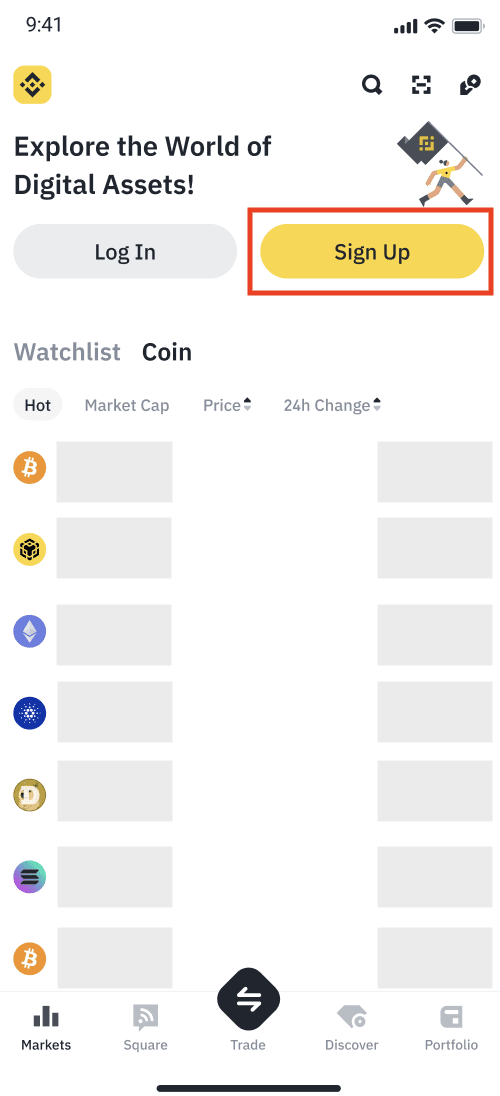 9:41
Explore the World of
Digital Assets!
Log In
Sign Up
Watchlist Coin
Hot Market Cap Price 24h Change
Markets Square Trade Discover Portfolio